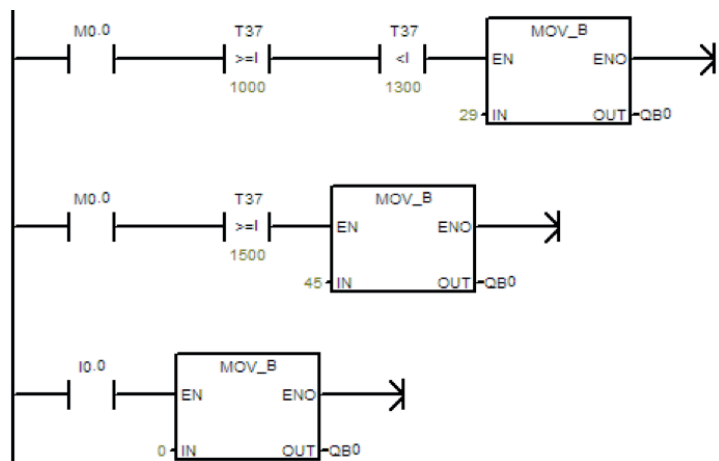 M0.0 T37 T37 MOV_B
>=I <I EN ENO
1000 1300
29 IN OUT QB0
M0.0 T37 MOV_B
>=I EN ENO
1500
45 IN OUT QB0
I0.0 MOV_B
EN ENO
0 IN OUT QB0